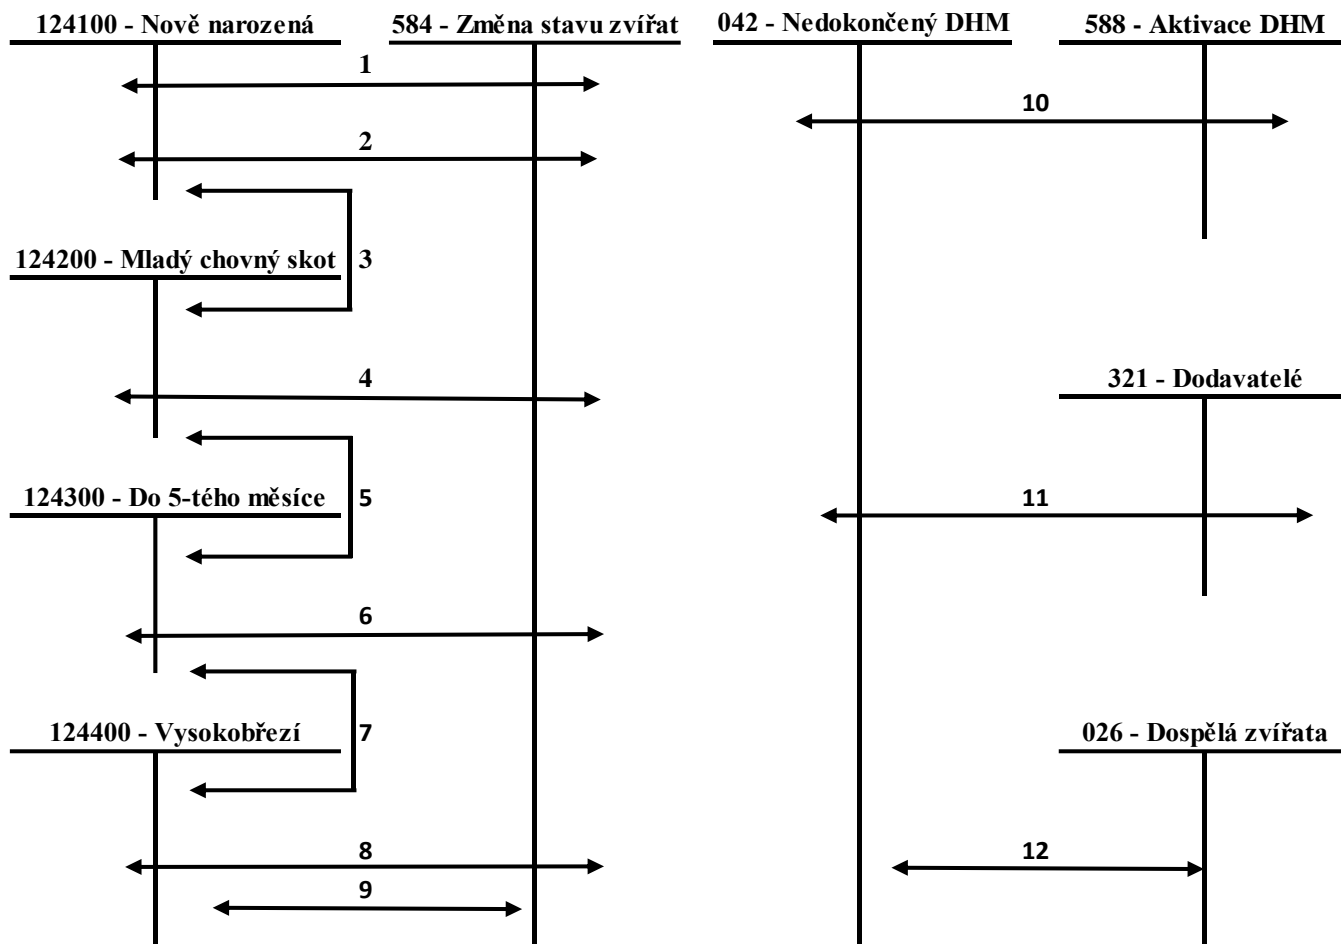 124100 - Nově narozená
584 - Změna stavu zvířat
042 - Nedokončený DHM
588 - Aktivace DHM
1
10
2
124200 - Mladý chovný skot
3
4
321 - Dodavatelé
124300 - Do 5-tého měsíce
5
11
6
124400 - Vysokobřezí
7
026 - Dospělá zvířata
8
12
9